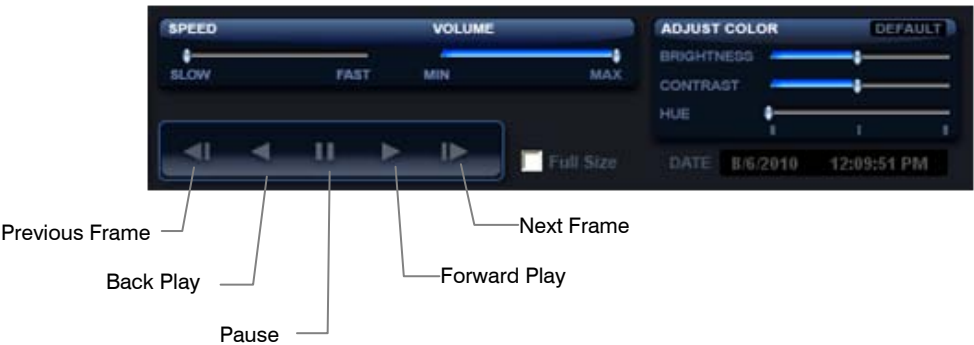 SPEED VOLUME
SLOW FAST MIN MAX
ADJUST COLOR DEFAULT
BRIGHTNESS
CONTRAST
HUE
Full Size
DATE 8/6/2010 12:09:51 PM
Previous Frame
Next Frame
Back Play
Forward Play
Pause